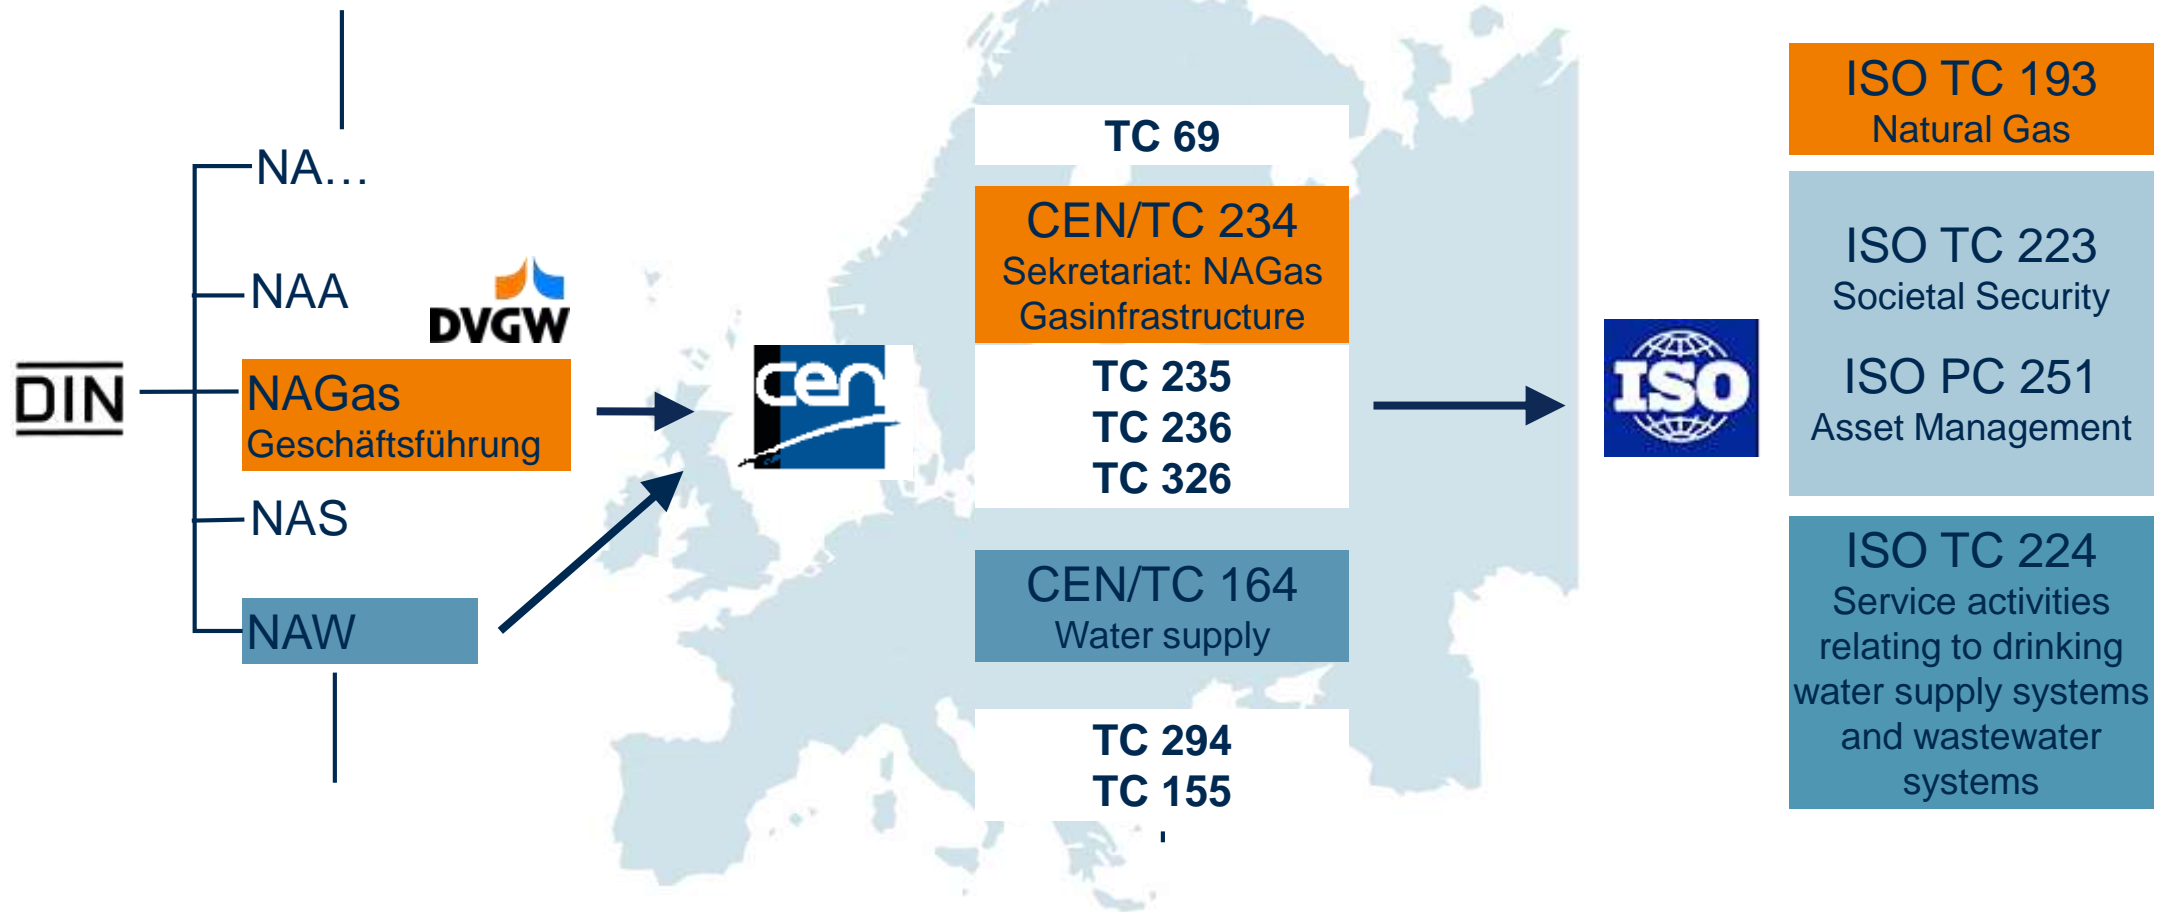 DIN
NA…
NAA
DVGW
NAGas
Geschäftsführung
NAS
NAW
cen
TC 69
CEN/TC 234
Sekretariat: NAGas
Gasinfrastructure
TC 235
TC 236
TC 326
CEN/TC 164
Water supply
TC 294
TC 155
ISO
ISO TC 193
Natural Gas
ISO TC 223
Societal Security
ISO PC 251
Asset Management
ISO TC 224
Service activities
relating to drinking
water supply systems
and wastewater
systems